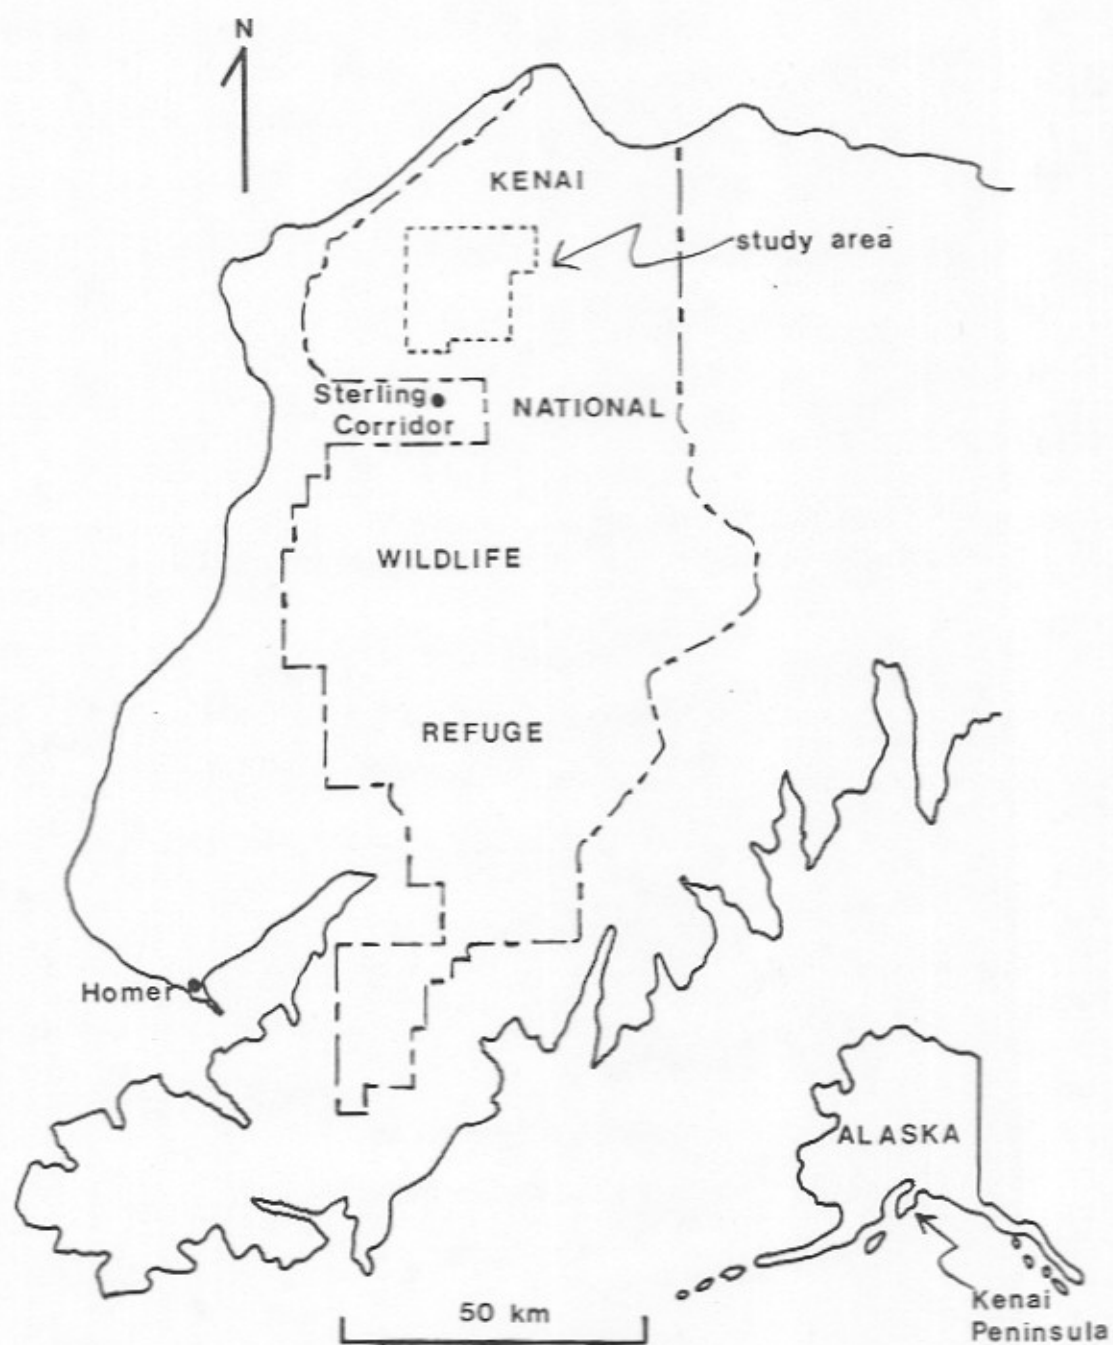 N
KENAI
study area
Sterling
Corridor
NATIONAL
WILDLIFE
REFUGE
Homer
ALASKA
50 km
Kenai
Peninsula